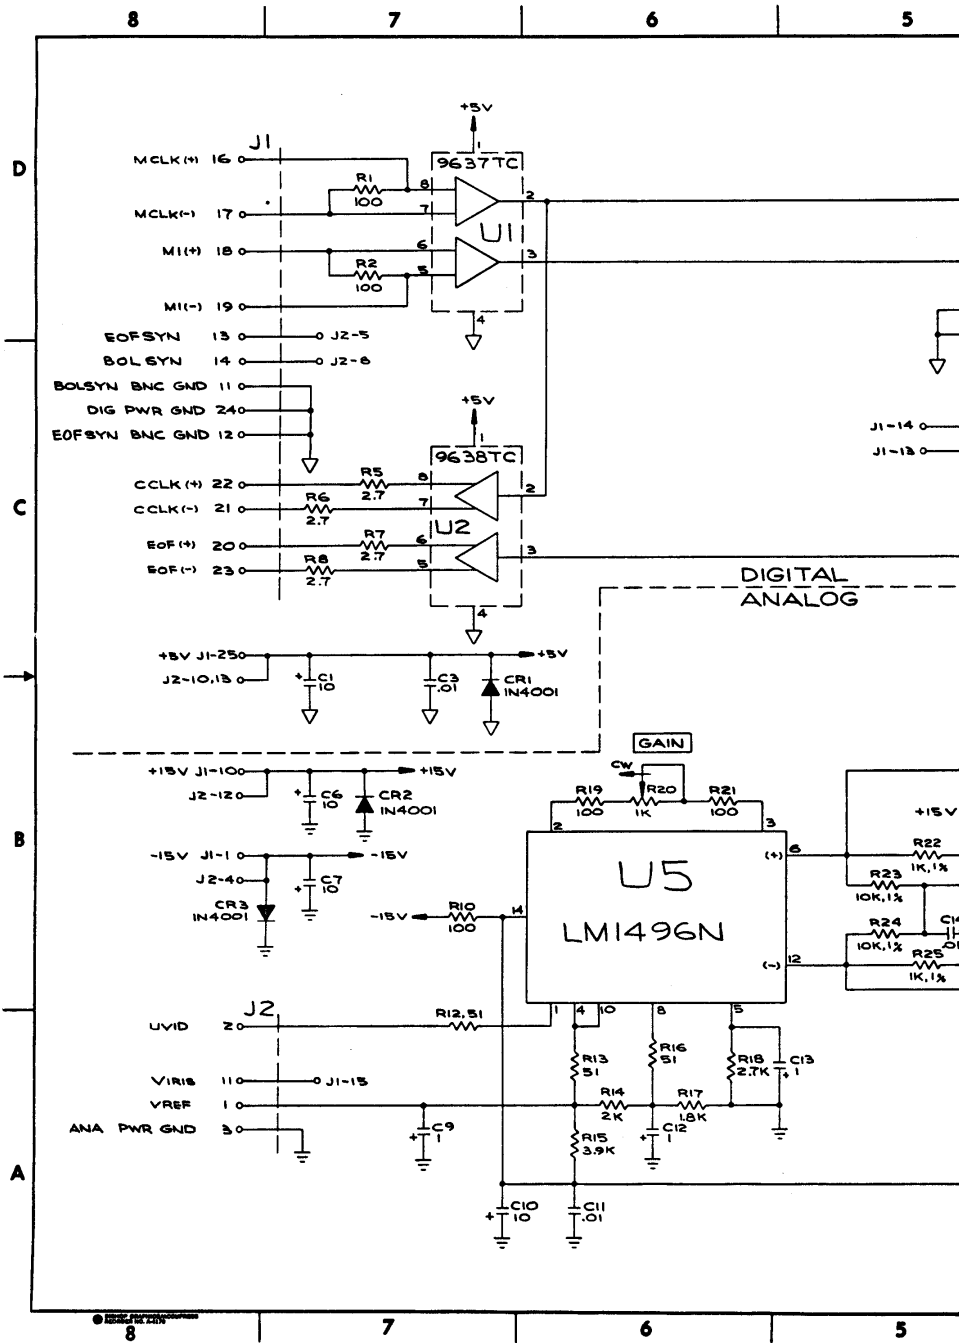 8 7 6 5
D
+5V
J1
1
MCLK(+) 16
9637TC
R1
100
8
2
MCLK(-) 17
7
U1
M1(+) 18
6
3
R2
100
5
M1(-) 19
4
EOFSYN 13 J2-5
BOLSYN 14 J2-6
BOLSYN BNC GND 11
+5V
DIG PWR GND 24
J1-14
EOFSYN BNC GND 12
1
J1-13
9638TC
C
CCLK(+) 22
R5
2.7
8
2
CCLK(-) 21
R6
2.7
7
U2
EOF(+) 20
R7
2.7
6
3
EOF(-) 23
R8
2.7
5
DIGITAL
ANALOG
4
+5V J1-25 +5V
J2-10,13
+ C1
10
C3
.01
CR1
1N4001
GAIN
+15V J1-10 +15V
CW
J2-12
+ C6
10
CR2
1N4001
R19
100
R20
1K
R21
100
B
2 3
+15V
-15V J1-1 -15V
U5
(+) 6
R22
1K,1%
J2-4
+ C7
10
R23
10K,1%
CR3
1N4001
-15V
R10
100
14
LM1496N
R24
10K,1%
C14
.01
(-) 12
R25
1K,1%
J2
1 4 10 8 5
UVID 2
R12,51
R13
51
R16
51
R18
2.7K
C13
+ 1
VIRIS 11 J1-15
VREF 1
R14
2K
R17
1.8K
ANA PWR GND 3
+ C9
1
R15
3.9K
+ C12
1
A
+ C10
10
C11
.01
8 7 6 5